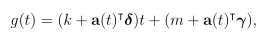 g(t) = (k + a(t)ᵀδ)t + (m + a(t)ᵀγ),